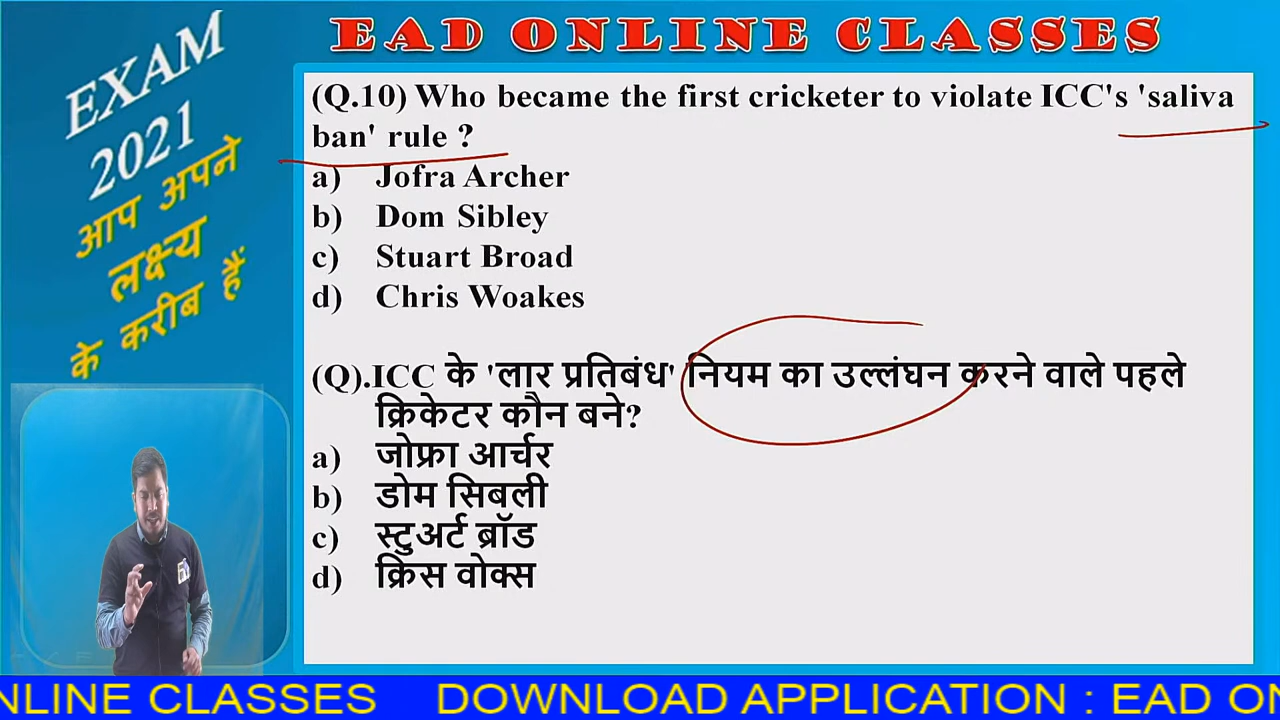 EAD ONLINE CLASSES
EXAM
2021
आप अपने
लक्ष्य
के करीब हैं
(Q.10) Who became the first cricketer to violate ICC's 'saliva
ban' rule ?
a) Jofra Archer
b) Dom Sibley
c) Stuart Broad
d) Chris Woakes
(Q).ICC के 'लार प्रतिबंध' नियम का उल्लंघन करने वाले पहले
क्रिकेटर कौन बने?
a) जोफ्रा आर्चर
b) डोम सिबली
c) स्टुअर्ट ब्रॉड
d) क्रिस वोक्स
NLINE CLASSES DOWNLOAD APPLICATION : EAD ON